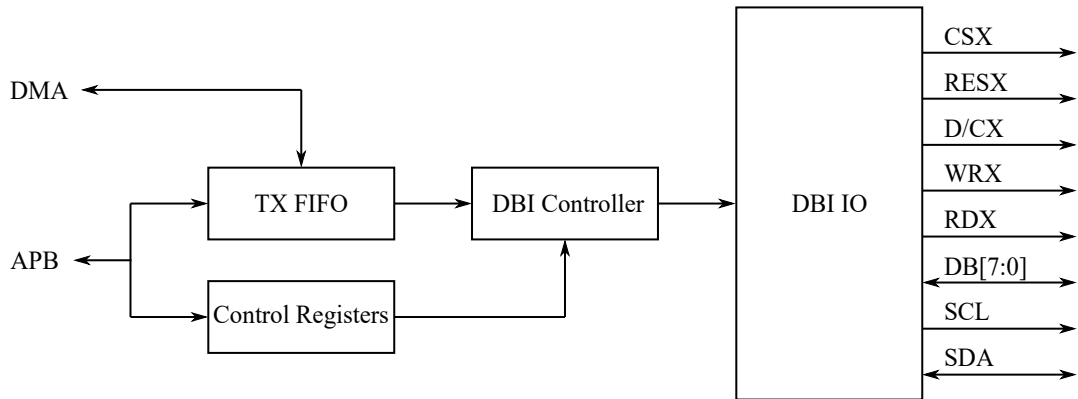 DMA
APB
TX FIFO
Control Registers
DBI Controller
DBI IO
CSX
RESX
D/CX
WRX
RDX
DB[7:0]
SCL
SDA